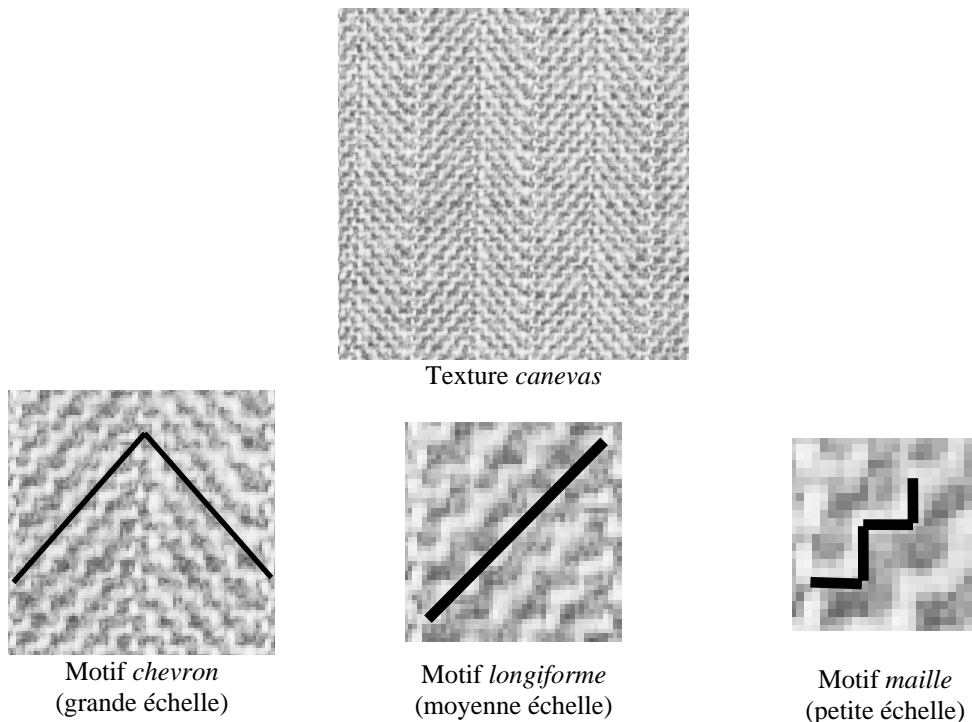 Texture canevas
Motif chevron
(grande échelle)
Motif longiforme
(moyenne échelle)
Motif maille
(petite échelle)